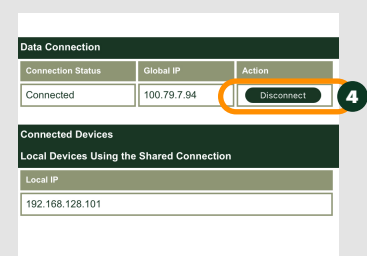 Data Connection
Connection Status Global IP Action
Connected 100.79.7.94 Disconnect 4
Connected Devices
Local Devices Using the Shared Connection
Local IP
192.168.128.101